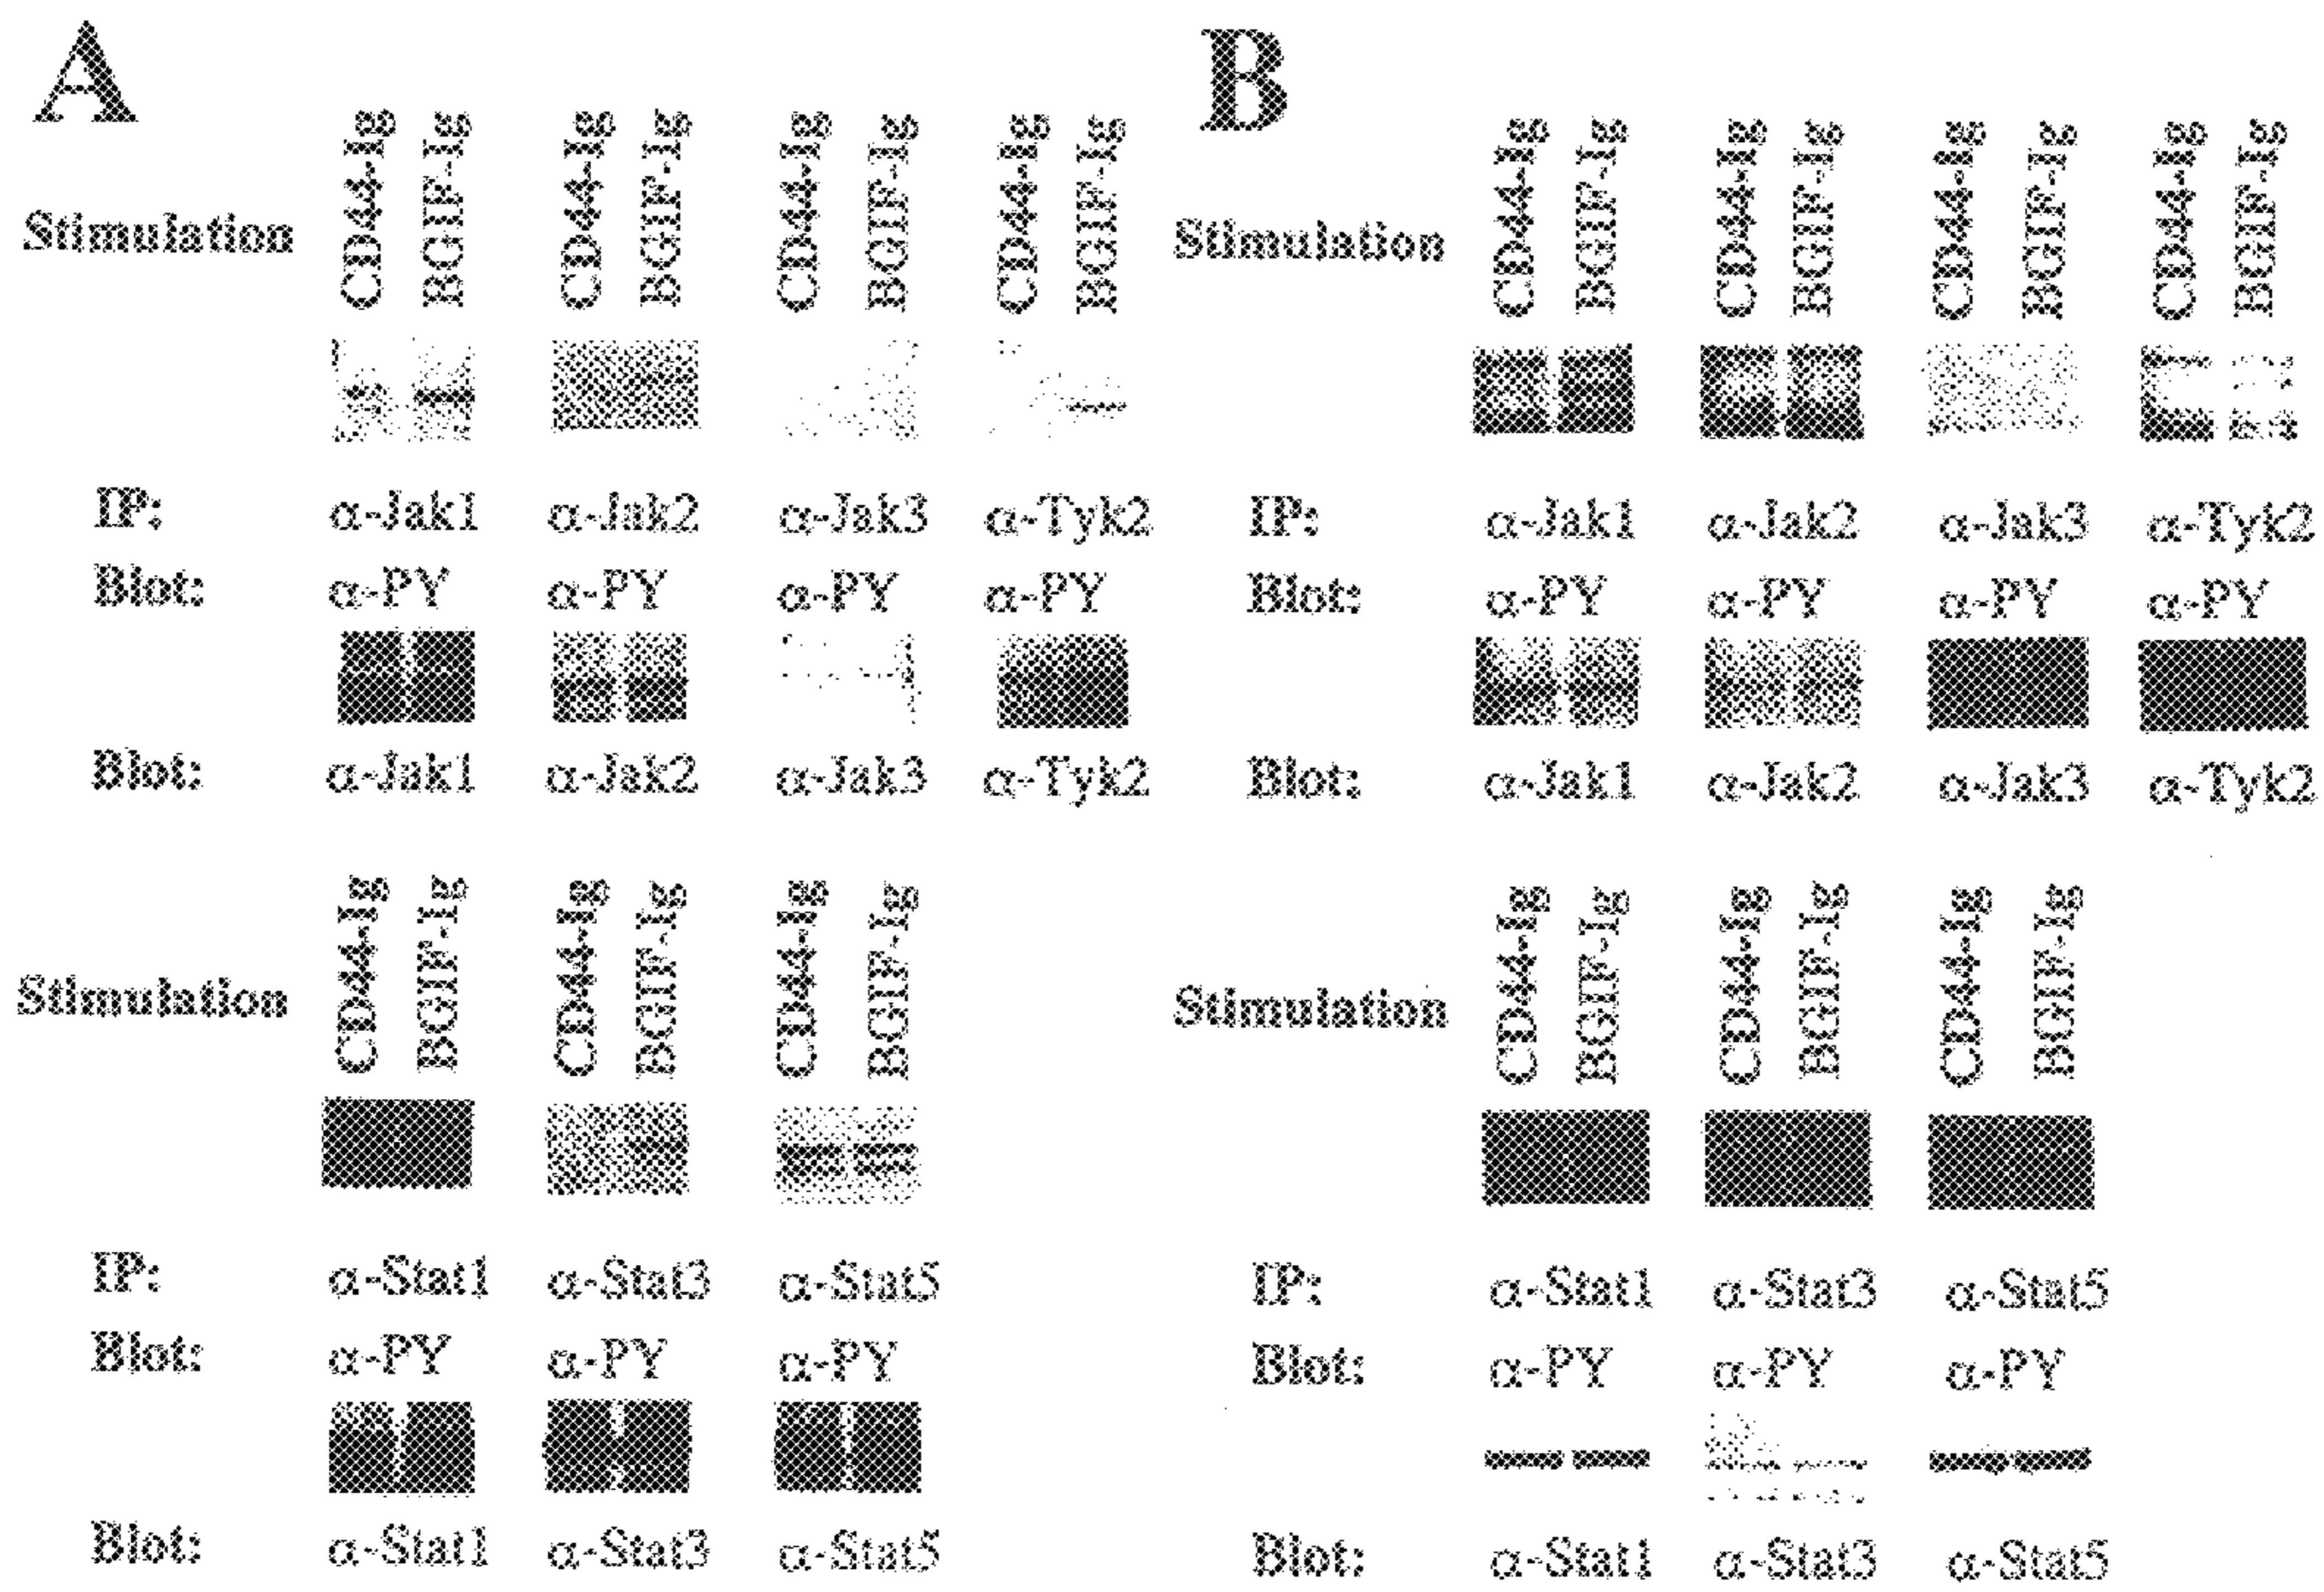 A
CD44-Ig BGIF-Ig CD44-Ig BGIF-Ig CD44-Ig BGIF-Ig CD44-Ig BGIF-Ig
Stimulation
IP: α-Jak1 α-Jak2 α-Jak3 α-Tyk2
Blot: α-PY α-PY α-PY α-PY
Blot: α-Jak1 α-Jak2 α-Jak3 α-Tyk2
CD44-Ig BGIF-Ig CD44-Ig BGIF-Ig CD44-Ig BGIF-Ig
Stimulation
IP: α-Stat1 α-Stat3 α-Stat5
Blot: α-PY α-PY α-PY
Blot: α-Stat1 α-Stat3 α-Stat5
B
CD44-Ig BGIF-Ig CD44-Ig BGIF-Ig CD44-Ig BGIF-Ig CD44-Ig BGIF-Ig
Stimulation
IP: α-Jak1 α-Jak2 α-Jak3 α-Tyk2
Blot: α-PY α-PY α-PY α-PY
Blot: α-Jak1 α-Jak2 α-Jak3 α-Tyk2
CD44-Ig BGIF-Ig CD44-Ig BGIF-Ig CD44-Ig BGIF-Ig
Stimulation
IP: α-Stat1 α-Stat3 α-Stat5
Blot: α-PY α-PY α-PY
Blot: α-Stat1 α-Stat3 α-Stat5